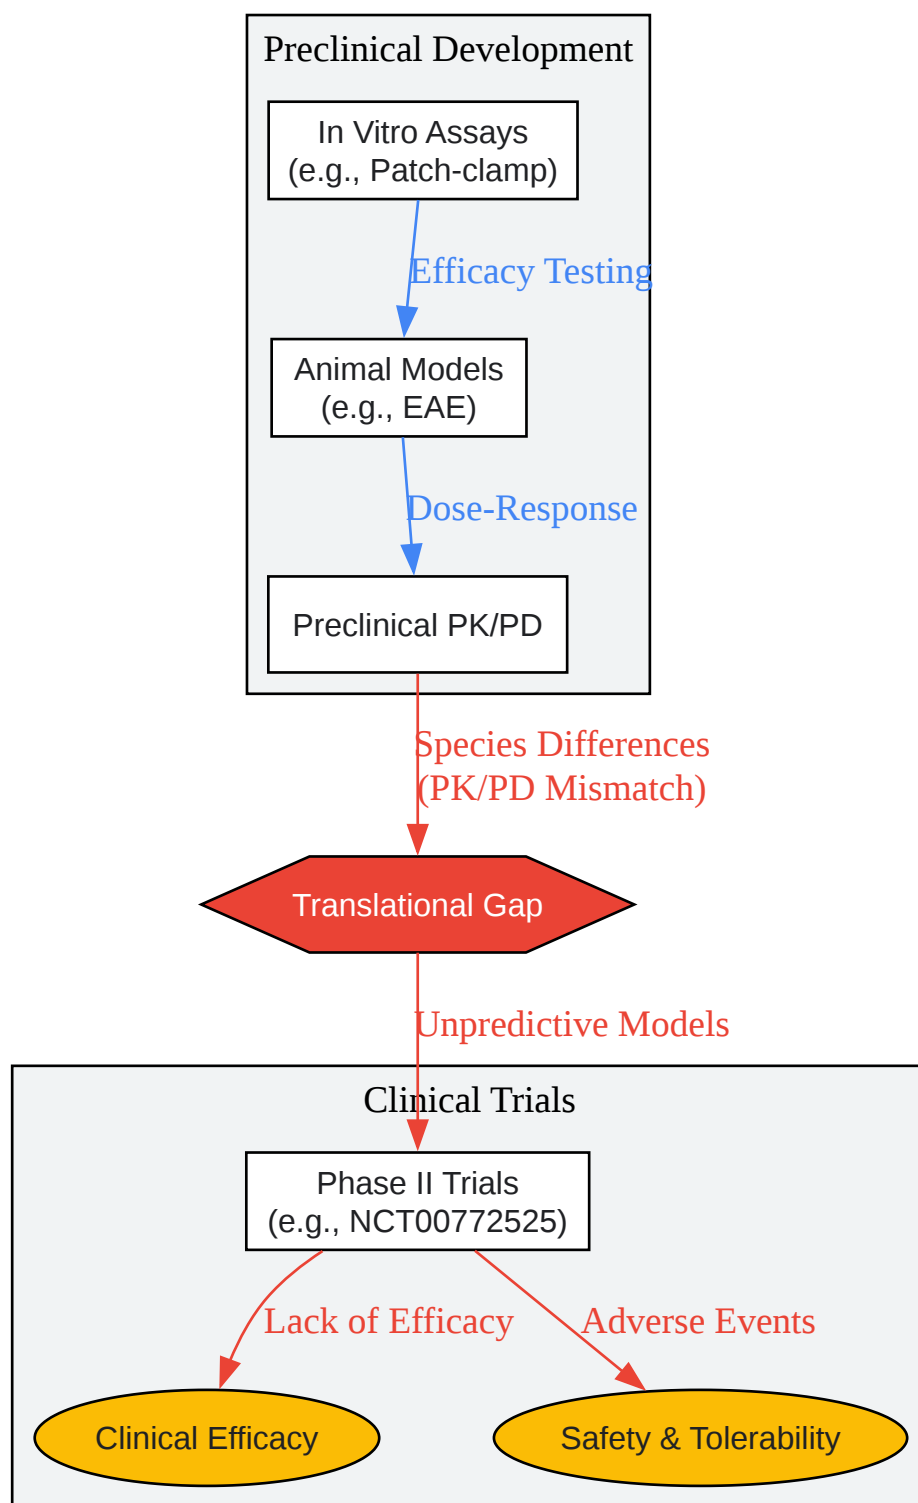 Preclinical Development
In Vitro Assays
(e.g., Patch-clamp)
Efficacy Testing
Animal Models
(e.g., EAE)
Dose-Response
Preclinical PK/PD
Species Differences
(PK/PD Mismatch)
Translational Gap
Unpredictive Models
Clinical Trials
Phase II Trials
(e.g., NCT00772525)
Lack of Efficacy
Adverse Events
Clinical Efficacy
Safety & Tolerability